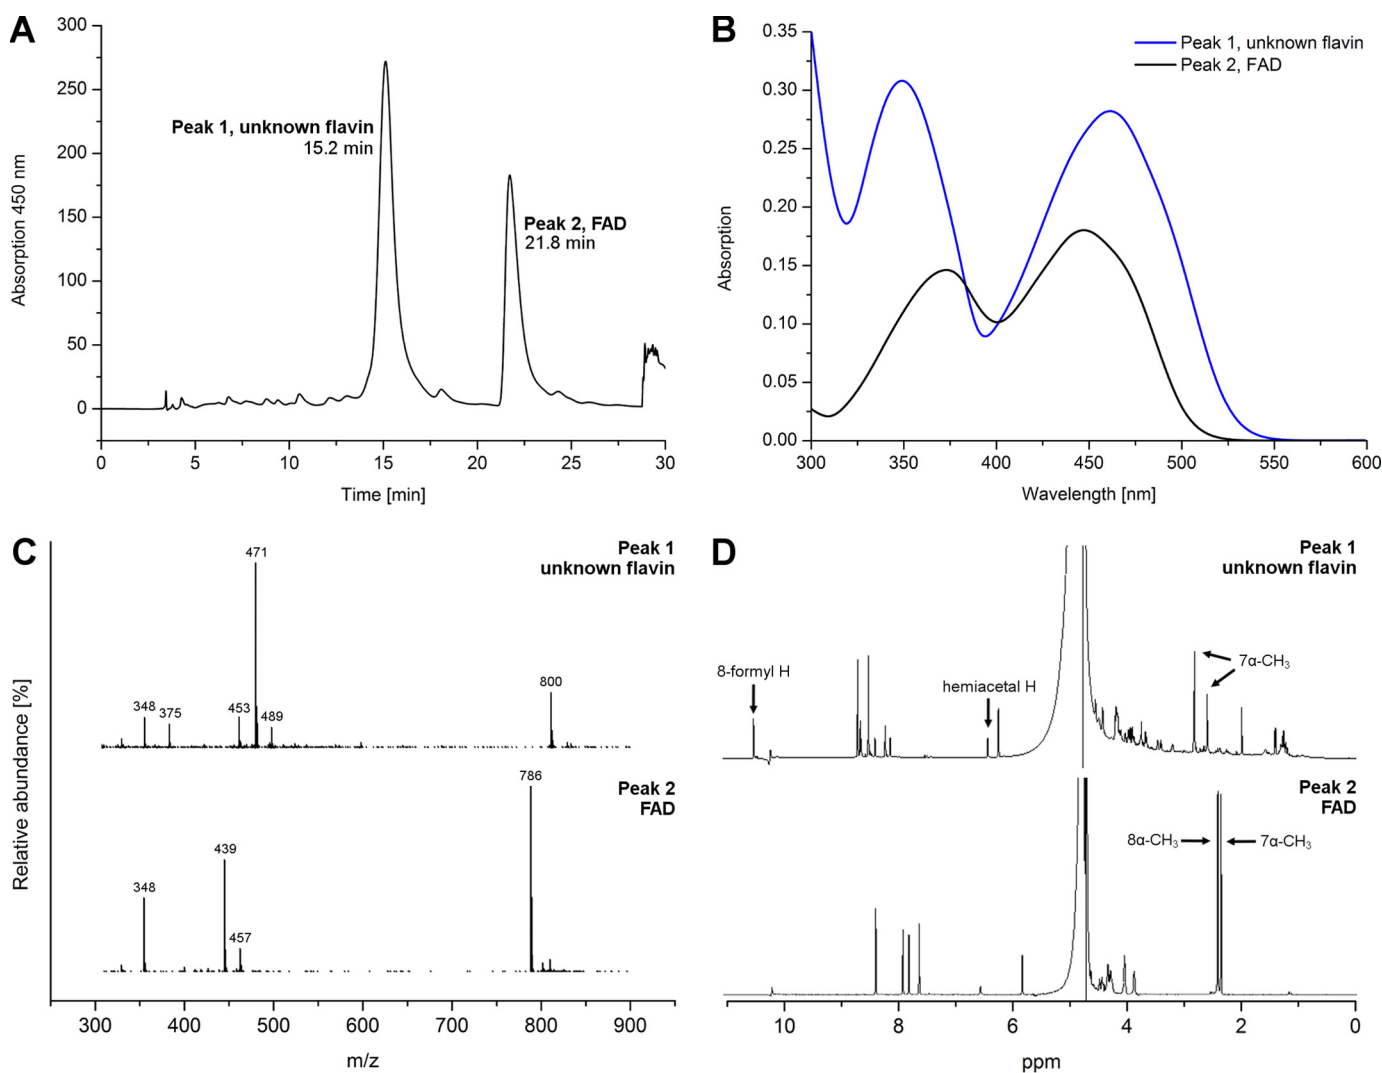 A
300
250
200
150
100
50
0
0
5
10
15
20
25
30
Absorption 450 nm
Time [min]
Peak 1, unknown flavin
15.2 min
Peak 2, FAD
21.8 min
B
0.35
0.30
0.25
0.20
0.15
0.10
0.05
0.00
300
350
400
450
500
550
600
Absorption
Wavelength [nm]
Peak 1, unknown flavin
Peak 2, FAD
C
Peak 1
unknown flavin
471
800
348
375
453
489
Peak 2
FAD
786
439
348
457
Relative abundance [%]
300
400
500
600
700
800
900
m/z
D
Peak 1
unknown flavin
8-formyl H
hemiacetal H
7α-CH₃
Peak 2
FAD
8α-CH₃
7α-CH₃
10
8
6
4
2
0
ppm